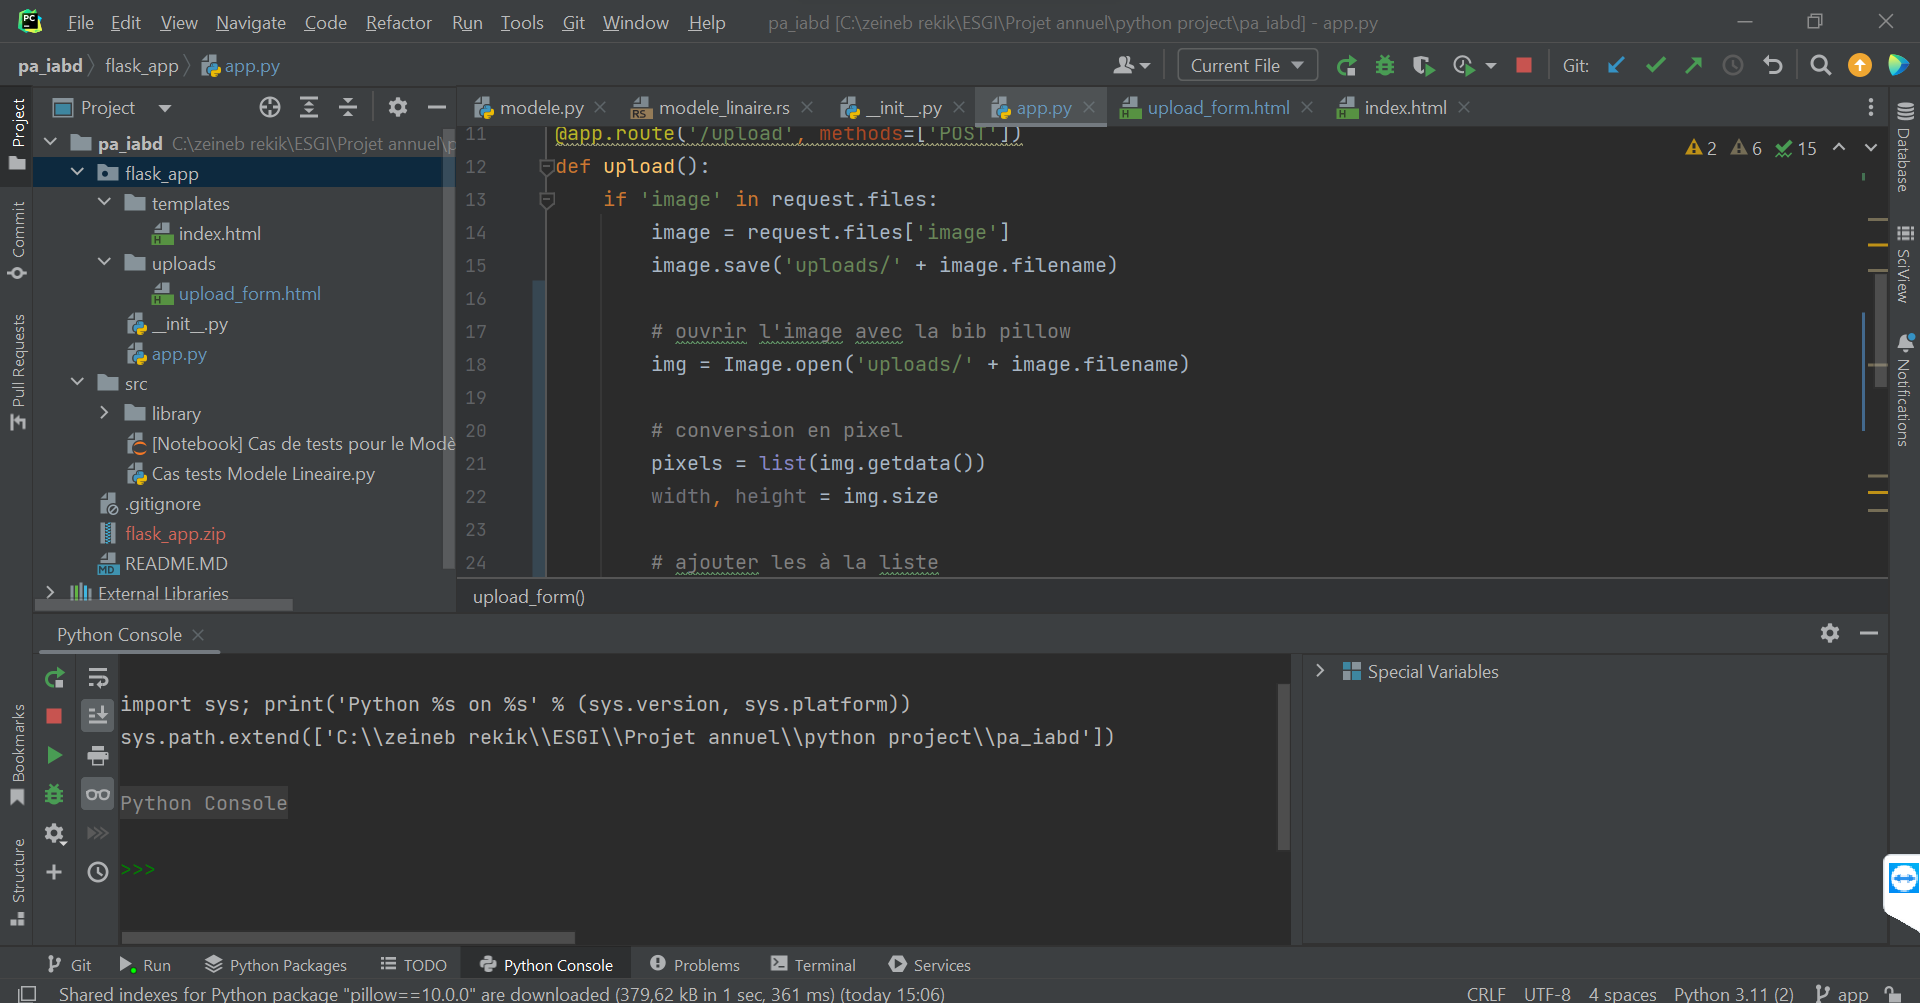 PC File Edit View Navigate Code Refactor Run Tools Git Window Help pa_iabd [C:\zeineb rekik\ESGI\Projet annuel\python project\pa_iabd] - app.py
pa_iabd flask_app app.py Current File Git:
Project
modele.py modele_linaire.rs __init__.py app.py upload_form.html index.html
Project
Commit
Pull Requests
Bookmarks
Structure
pa_iabd C:\zeineb rekik\ESGI\Projet annuel\p
flask_app
templates
index.html
uploads
upload_form.html
__init__.py
app.py
src
library
[Notebook] Cas de tests pour le Modè
Cas tests Modele Lineaire.py
.gitignore
flask_app.zip
README.MD
External Libraries
11 @app.route('/upload', methods=['POST'])
12 def upload():
13 if 'image' in request.files:
14 image = request.files['image']
15 image.save('uploads/' + image.filename)
16
17 # ouvrir l'image avec la bib pillow
18 img = Image.open('uploads/' + image.filename)
19
20 # conversion en pixel
21 pixels = list(img.getdata())
22 width, height = img.size
23
24 # ajouter les à la liste
2 6 15
upload_form()
Database
SciView
Notifications
Python Console
import sys; print('Python %s on %s' % (sys.version, sys.platform))
sys.path.extend(['C:\\zeineb rekik\\ESGI\\Projet annuel\\python project\\pa_iabd'])
Python Console
>>>
Special Variables
Git Run Python Packages TODO Python Console Problems Terminal Services
Shared indexes for Python package "pillow==10.0.0" are downloaded (379,62 kB in 1 sec, 361 ms) (today 15:06) CRLF UTF-8 4 spaces Python 3.11 (2) app